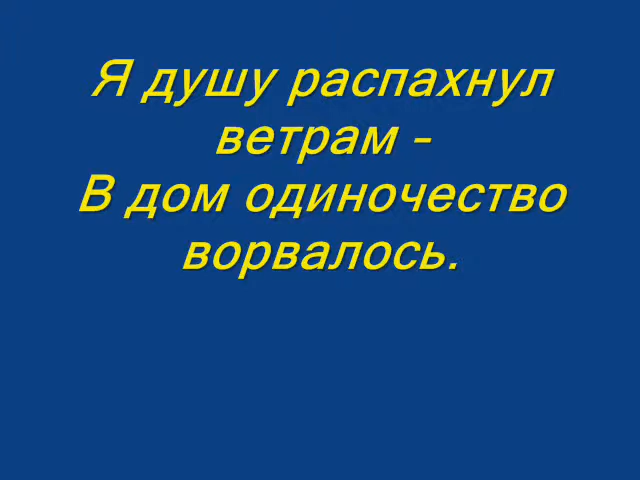 Я душу распахнул
ветрам -
В дом одиночество
ворвалось.